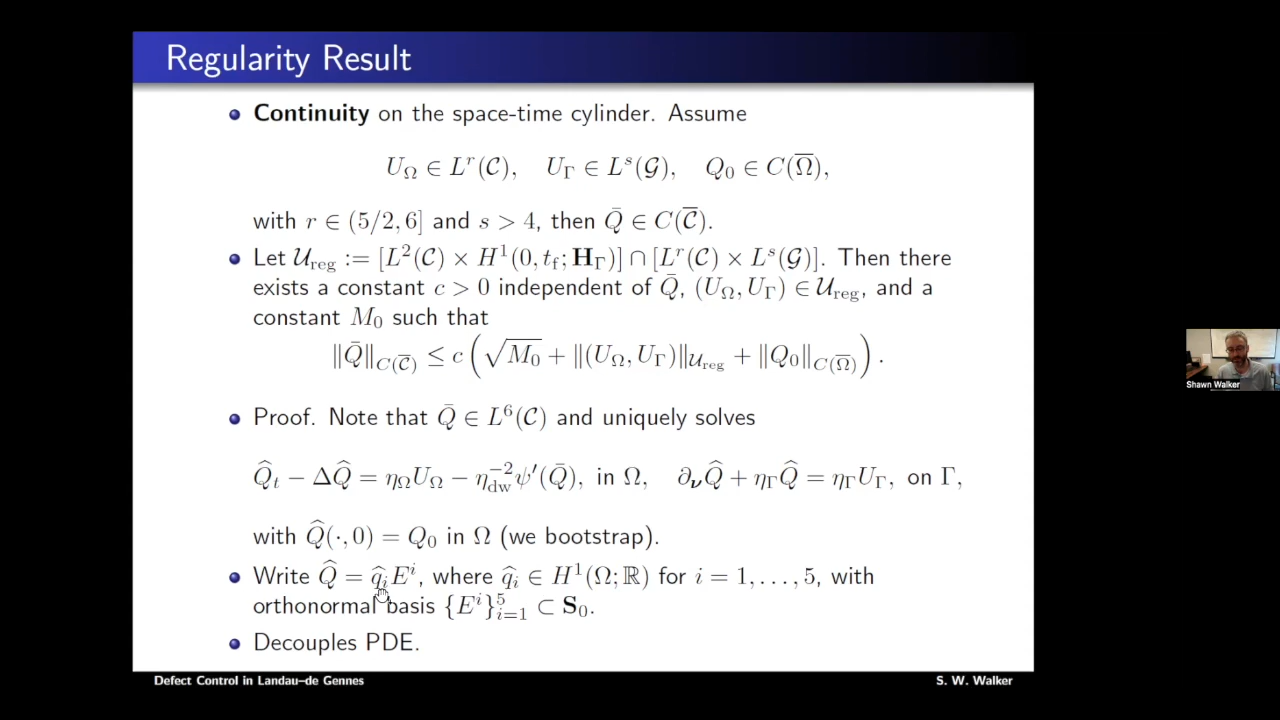 Regularity Result
Continuity on the space-time cylinder. Assume
U_Ω ∈ L^r(𝒞), U_Γ ∈ L^s(𝒢), Q_0 ∈ C(Ω̅),
with r ∈ (5/2, 6] and s > 4, then Q̄ ∈ C(𝒞̅).
Let 𝒰_reg := [L^2(𝒞) × H^1(0, t_f; H_Γ)] ∩ [L^r(𝒞) × L^s(𝒢)]. Then there
exists a constant c > 0 independent of Q̄, (U_Ω, U_Γ) ∈ 𝒰_reg, and a
constant M_0 such that
‖Q̄‖_{C(𝒞̅)} ≤ c ( √M_0 + ‖(U_Ω, U_Γ)‖_{𝒰_reg} + ‖Q_0‖_{C(Ω̅)} ) .
Proof. Note that Q̄ ∈ L^6(𝒞) and uniquely solves
Q̂_t − ΔQ̂ = η_Ω U_Ω − η_dw^{−2} ψ′(Q̄), in Ω, ∂_ν Q̂ + η_Γ Q̂ = η_Γ U_Γ, on Γ,
with Q̂(·, 0) = Q_0 in Ω (we bootstrap).
Write Q̂ = q̂_i E^i, where q̂_i ∈ H^1(Ω; ℝ) for i = 1, . . . , 5, with
orthonormal basis {E^i}_{i=1}^5 ⊂ S_0.
Decouples PDE.
Defect Control in Landau–de Gennes S. W. Walker
Shawn Walker